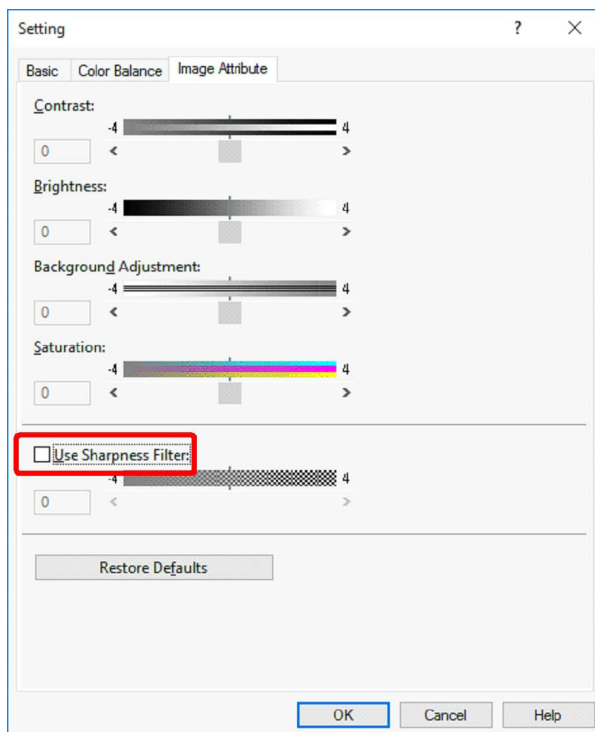 Setting ? ×
Basic Color Balance Image Attribute
Contrast:
-4 4
0 < >
Brightness:
-4 4
0 < >
Background Adjustment:
-4 4
0 < >
Saturation:
-4 4
0 < >
Use Sharpness Filter:
-4 4
0 < >
Restore Defaults
OK Cancel Help